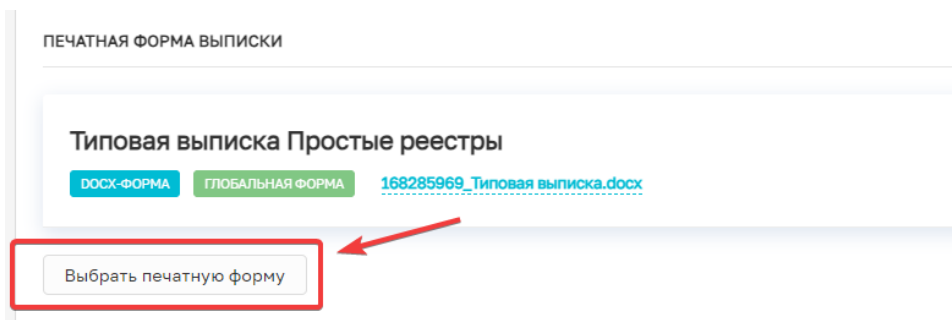 ПЕЧАТНАЯ ФОРМА ВЫПИСКИ
Типовая выписка Простые реестры
DOCX-ФОРМА ГЛОБАЛЬНАЯ ФОРМА 168285969_Типовая выписка.docx
Выбрать печатную форму